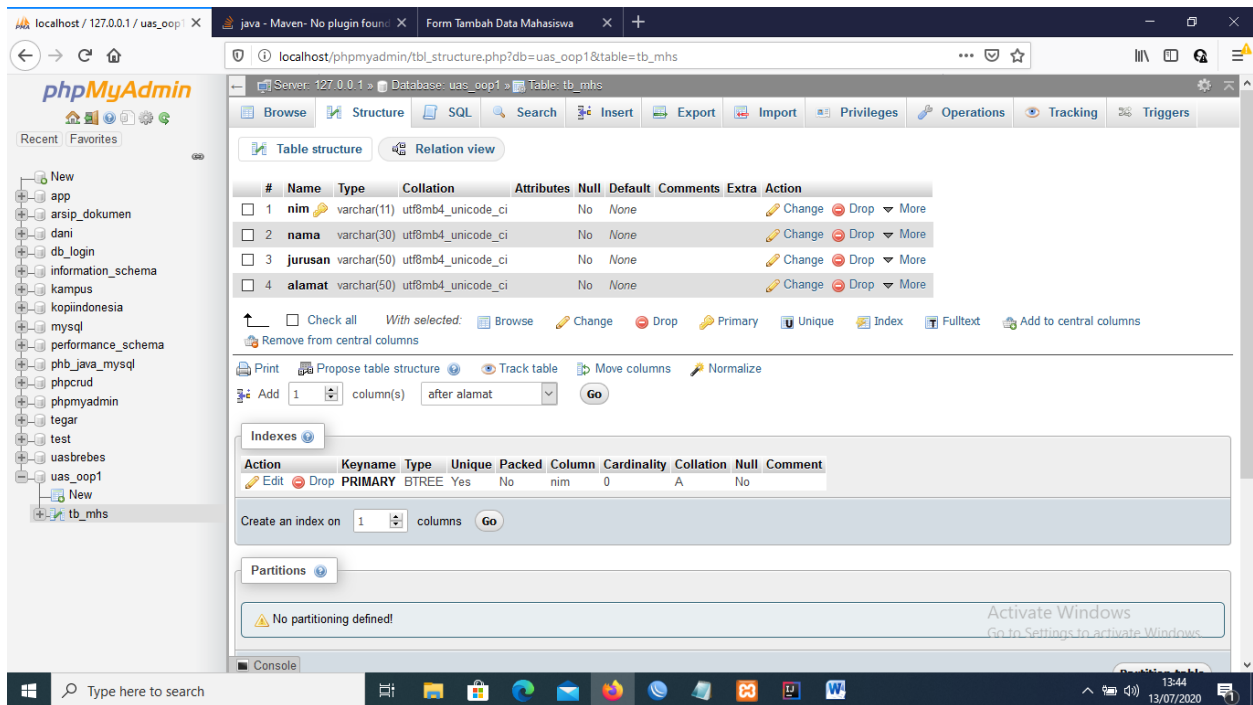 localhost / 127.0.0.1 / uas_oop1
java - Maven- No plugin found
Form Tambah Data Mahasiswa
localhost/phpmyadmin/tbl_structure.php?db=uas_oop1&table=tb_mhs
phpMyAdmin
Recent Favorites
New
app
arsip_dokumen
dani
db_login
information_schema
kampus
kopiindonesia
mysql
performance_schema
phb_java_mysql
phpcrud
phpmyadmin
tegar
test
uasbrebes
uas_oop1
New
tb_mhs
Server: 127.0.0.1 » Database: uas_oop1 » Table: tb_mhs
Browse Structure SQL Search Insert Export Import Privileges Operations Tracking Triggers
Table structure Relation view
# Name Type Collation Attributes Null Default Comments Extra Action
1 nim varchar(11) utf8mb4_unicode_ci No None Change Drop More
2 nama varchar(30) utf8mb4_unicode_ci No None Change Drop More
3 jurusan varchar(50) utf8mb4_unicode_ci No None Change Drop More
4 alamat varchar(50) utf8mb4_unicode_ci No None Change Drop More
Check all With selected: Browse Change Drop Primary Unique Index Fulltext Add to central columns
Remove from central columns
Print Propose table structure Track table Move columns Normalize
Add 1 column(s) after alamat Go
Indexes
Action Keyname Type Unique Packed Column Cardinality Collation Null Comment
Edit Drop PRIMARY BTREE Yes No nim 0 A No
Create an index on 1 columns Go
Partitions
No partitioning defined!
Activate Windows
Go to Settings to activate Windows.
Console
Partition table
Type here to search
13:44
13/07/2020